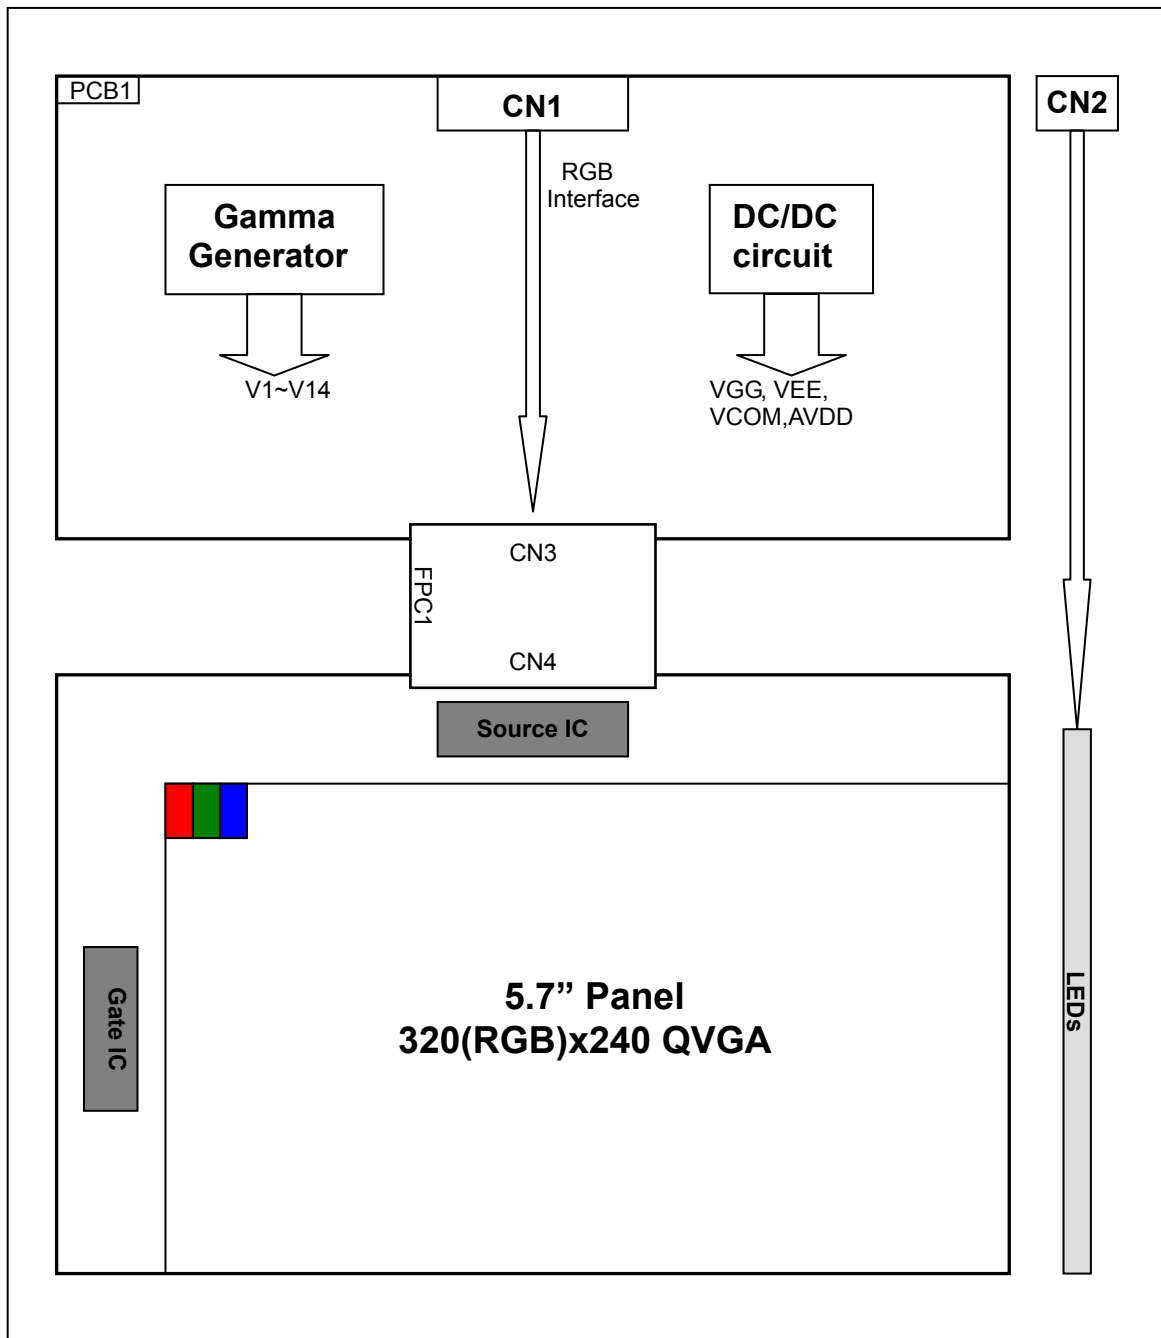 PCB1
CN1
CN2
RGB
Interface
Gamma
Generator
DC/DC
circuit
V1~V14
VGG, VEE,
VCOM,AVDD
CN3
FPC1
CN4
Source IC
Gate IC
5.7” Panel
320(RGB)x240 QVGA
LEDs